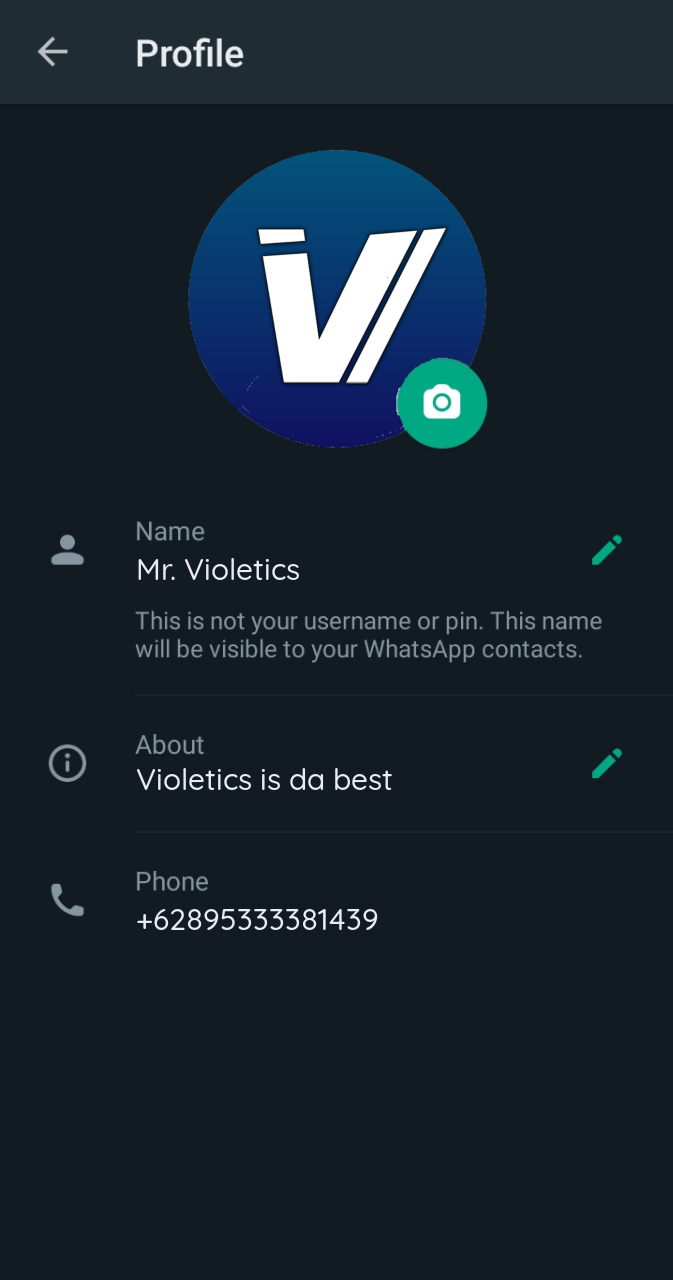 Profile
Name
Mr. Violetics
This is not your username or pin. This name
will be visible to your WhatsApp contacts.
About
Violetics is da best
Phone
+62895333381439